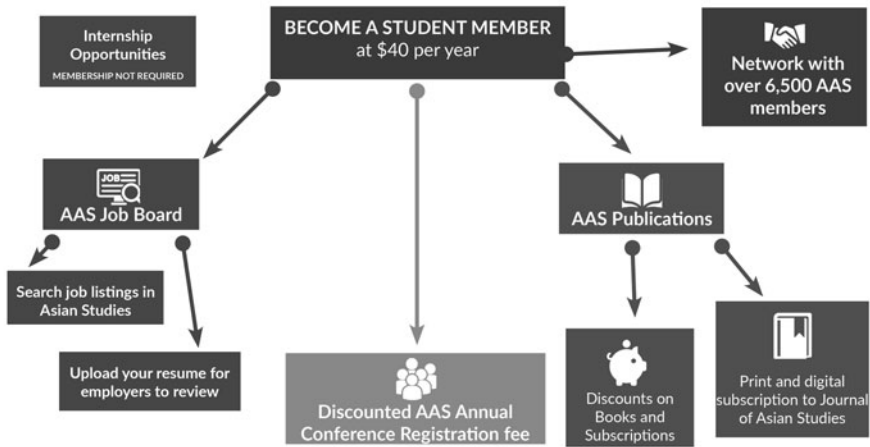 Internship
Opportunities
MEMBERSHIP NOT REQUIRED
BECOME A STUDENT MEMBER
at $40 per year
Network with
over 6,500 AAS
members
JOB
AAS Job Board
AAS Publications
Search job listings in
Asian Studies
Upload your resume for
employers to review
Discounted AAS Annual
Conference Registration fee
Discounts on
Books and
Subscriptions
Print and digital
subscription to Journal
of Asian Studies